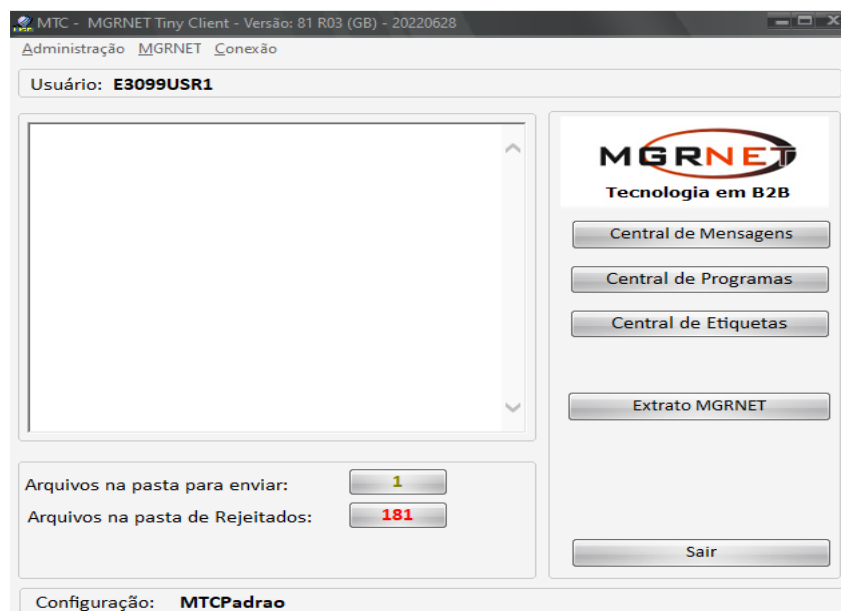 MTC - MGRNET Tiny Client - Versão: 81 R03 (GB) - 20220628
Administração MGRNET Conexão
Usuário: E3099USR1
MGRNET
Tecnologia em B2B
Central de Mensagens
Central de Programas
Central de Etiquetas
Extrato MGRNET
Arquivos na pasta para enviar: 1
Arquivos na pasta de Rejeitados: 181
Sair
Configuração: MTCPadrao